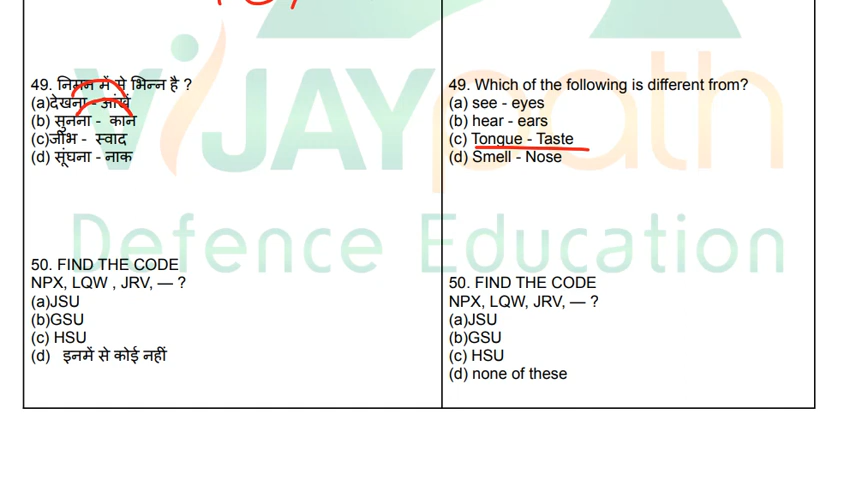 49. निमन में से भिन्न है ?
(a)देखना - आंखें
(b) सुनना - कान
(c)जीभ - स्वाद
(d) सूंघना - नाक
50. FIND THE CODE
NPX, LQW , JRV, — ?
(a)JSU
(b)GSU
(c) HSU
(d) इनमें से कोई नहीं
49. Which of the following is different from?
(a) see - eyes
(b) hear - ears
(c) Tongue - Taste
(d) Smell - Nose
50. FIND THE CODE
NPX, LQW, JRV, — ?
(a)JSU
(b)GSU
(c) HSU
(d) none of these
ViJAYpath
Defence Education